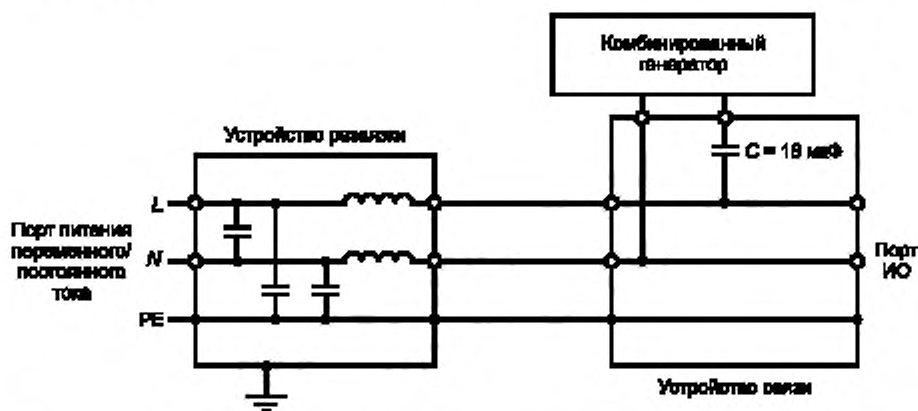 Комбинированный
генератор
Устройство развязки
C = 18 мкФ
L
Порт питания
переменного/
постоянного
тока
N
Порт
ИО
PE
Устройство связи